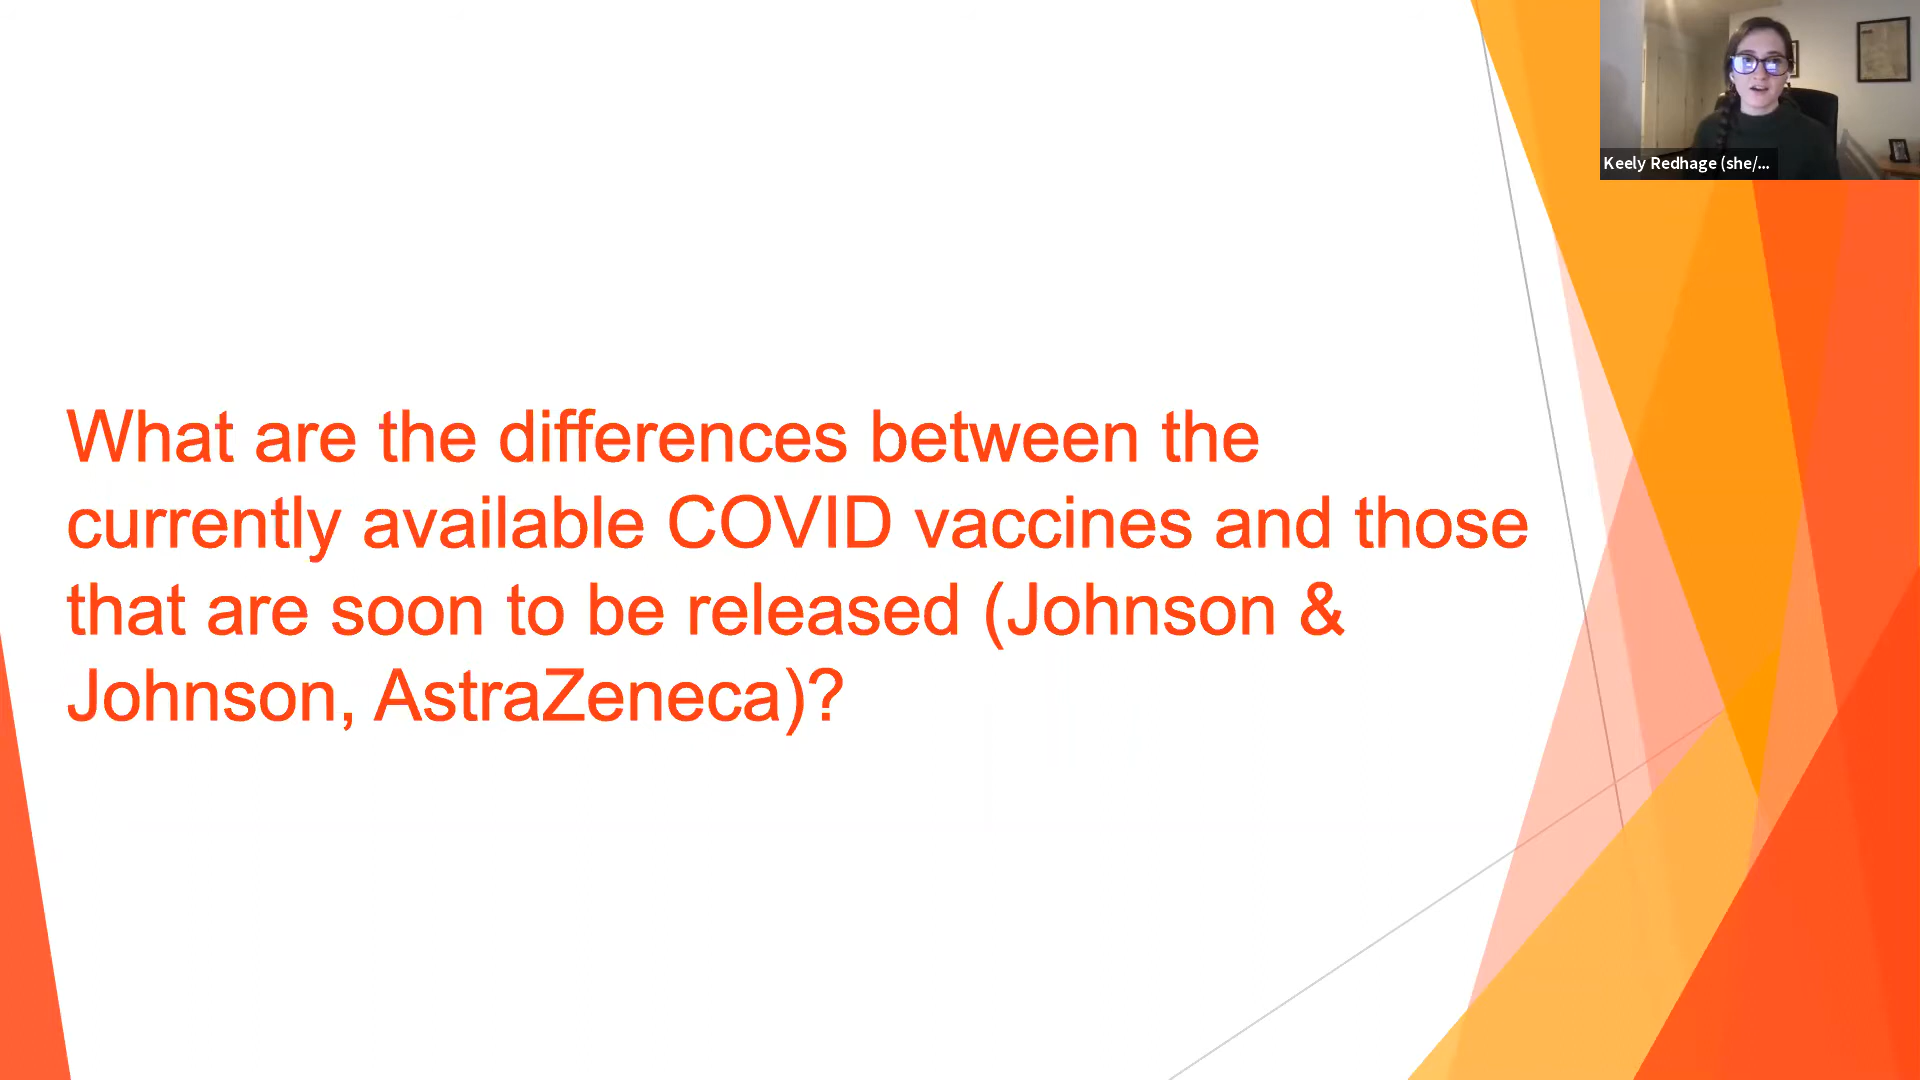 Keely Redhage (she/...
What are the differences between the
currently available COVID vaccines and those
that are soon to be released (Johnson &
Johnson, AstraZeneca)?